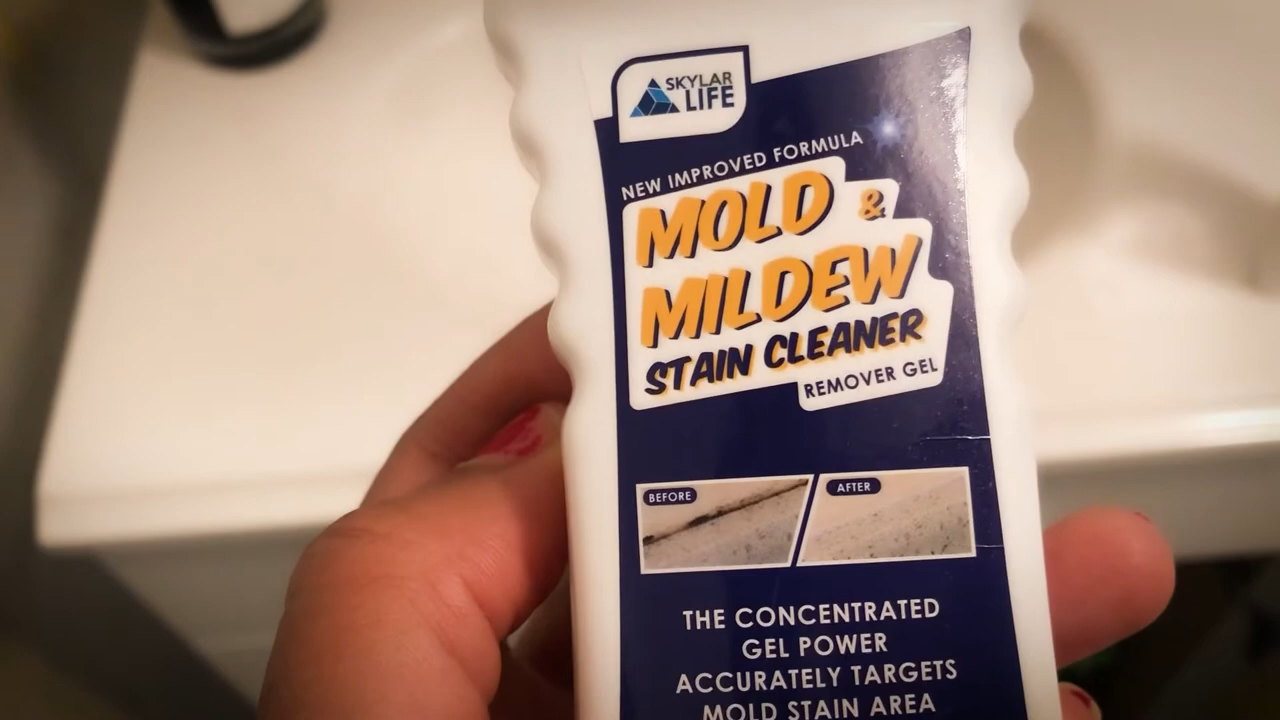 SKYLAR
LIFE
NEW IMPROVED FORMULA
MOLD &
MILDEW
STAIN CLEANER
REMOVER GEL
BEFORE
AFTER
THE CONCENTRATED
GEL POWER
ACCURATELY TARGETS
MOLD STAIN AREA